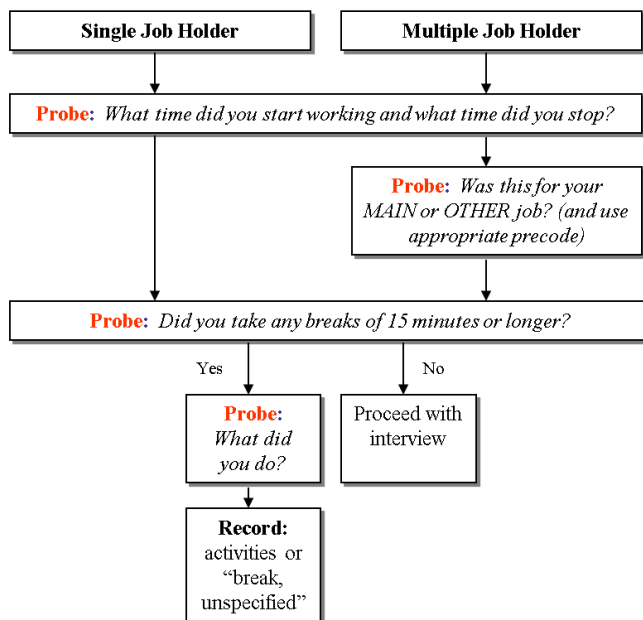 Single Job Holder
Multiple Job Holder
Probe: What time did you start working and what time did you stop?
Probe: Was this for your
MAIN or OTHER job? (and use
appropriate precode)
Probe: Did you take any breaks of 15 minutes or longer?
Yes
No
Probe:
What did
you do?
Proceed with
interview
Record:
activities or
“break,
unspecified”